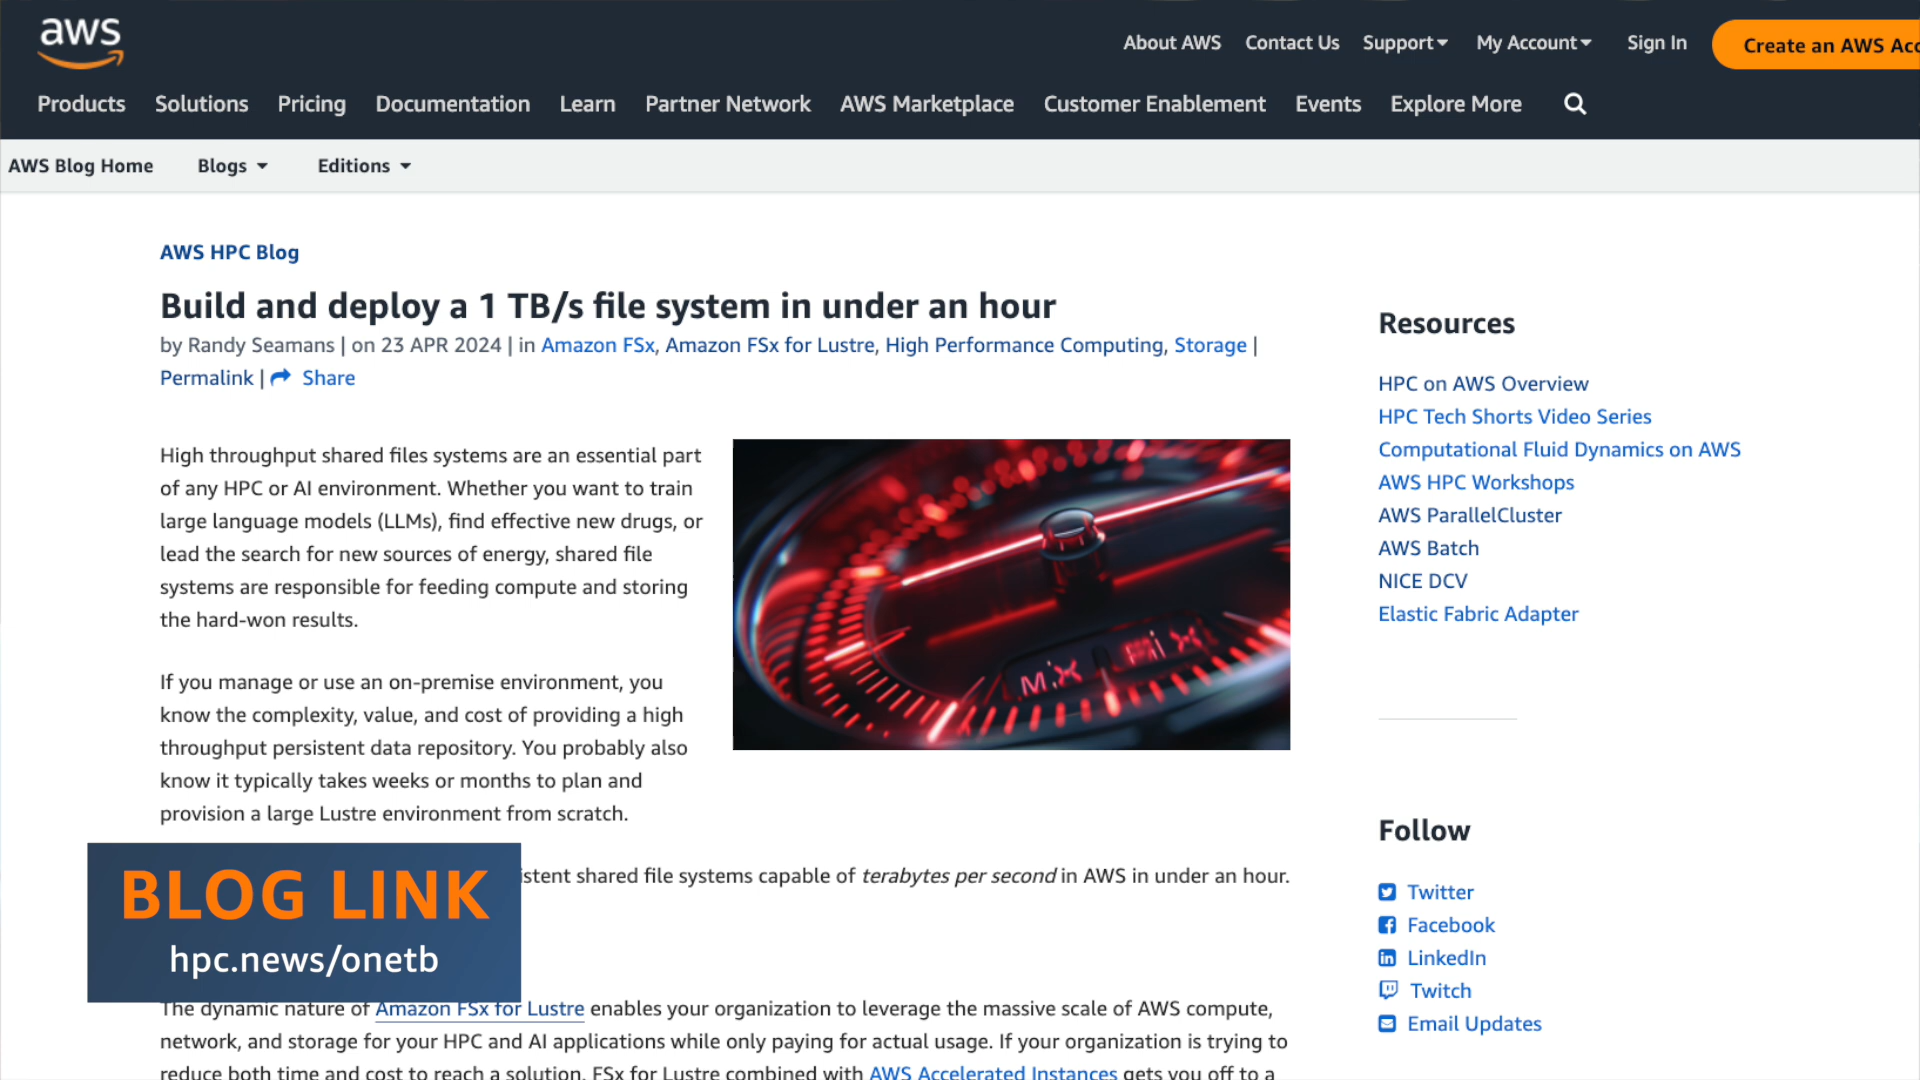 aws
About AWS Contact Us Support My Account Sign In Create an AWS Acc
Products Solutions Pricing Documentation Learn Partner Network AWS Marketplace Customer Enablement Events Explore More
AWS Blog Home Blogs Editions
AWS HPC Blog
Build and deploy a 1 TB/s file system in under an hour
by Randy Seamans | on 23 APR 2024 | in Amazon FSx, Amazon FSx for Lustre, High Performance Computing, Storage |
Permalink | Share
High throughput shared files systems are an essential part
of any HPC or AI environment. Whether you want to train
large language models (LLMs), find effective new drugs, or
lead the search for new sources of energy, shared file
systems are responsible for feeding compute and storing
the hard-won results.
If you manage or use an on-premise environment, you
know the complexity, value, and cost of providing a high
throughput persistent data repository. You probably also
know it typically takes weeks or months to plan and
provision a large Lustre environment from scratch.
istent shared file systems capable of terabytes per second in AWS in under an hour.
BLOG LINK
hpc.news/onetb
The dynamic nature of Amazon FSx for Lustre enables your organization to leverage the massive scale of AWS compute,
network, and storage for your HPC and AI applications while only paying for actual usage. If your organization is trying to
reduce both time and cost to reach a solution, FSx for Lustre combined with AWS Accelerated Instances gets you off to a
Resources
HPC on AWS Overview
HPC Tech Shorts Video Series
Computational Fluid Dynamics on AWS
AWS HPC Workshops
AWS ParallelCluster
AWS Batch
NICE DCV
Elastic Fabric Adapter
Follow
Twitter
Facebook
LinkedIn
Twitch
Email Updates